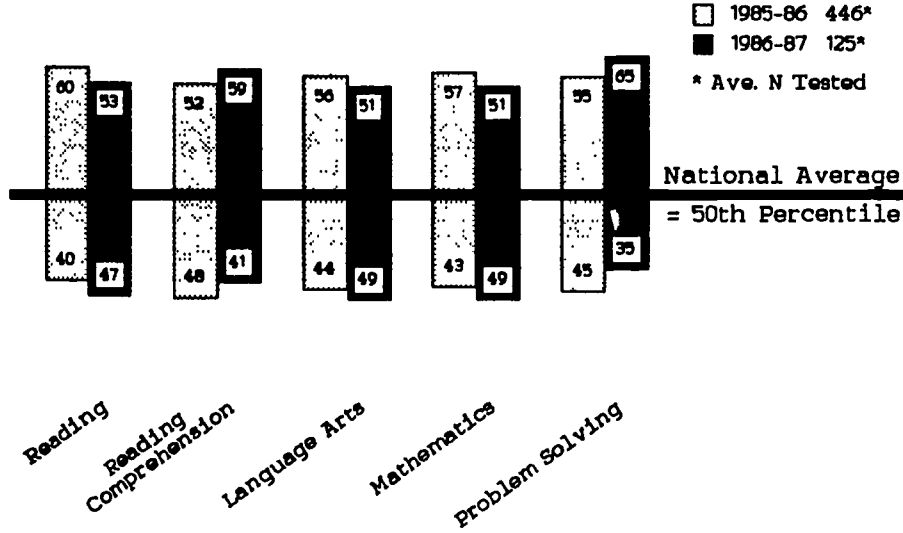 1985-86 446*
1986-87 125*
* Ave. N Tested
60 53 52 59 56 51 57 51 55 65
National Average
= 50th Percentile
40 47 48 41 44 49 43 49 45 35
Reading
Reading
Comprehension
Language Arts
Mathematics
Problem Solving